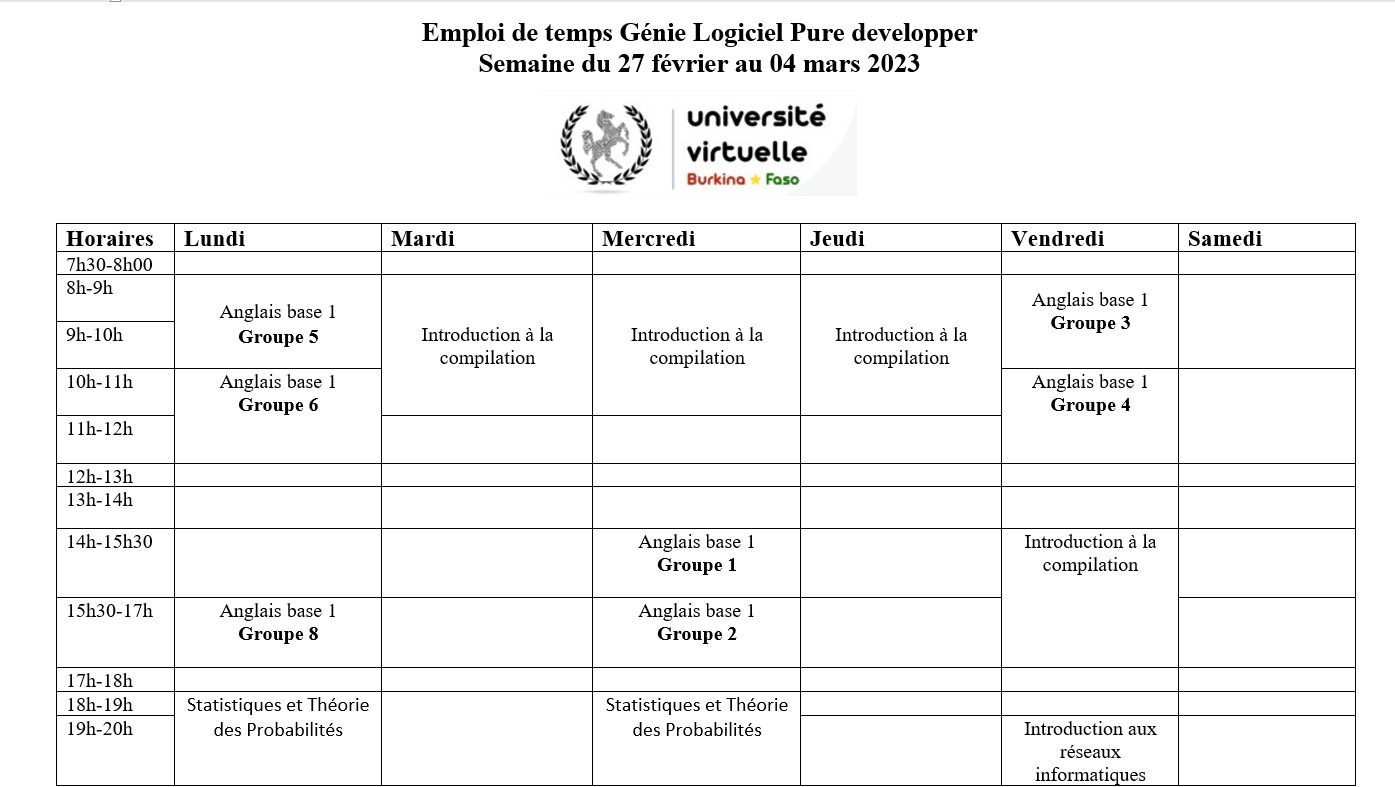 Emploi de temps Génie Logiciel Pure developper
Semaine du 27 février au 04 mars 2023
université
virtuelle
Burkina Faso
Horaires Lundi Mardi Mercredi Jeudi Vendredi Samedi
7h30-8h00
8h-9h
9h-10h
Anglais base 1
Groupe 5
Introduction à la
compilation
Introduction à la
compilation
Introduction à la
compilation
Anglais base 1
Groupe 3
10h-11h
11h-12h
Anglais base 1
Groupe 6
Anglais base 1
Groupe 4
12h-13h
13h-14h
14h-15h30
Anglais base 1
Groupe 1
Introduction à la
compilation
15h30-17h
Anglais base 1
Groupe 8
Anglais base 1
Groupe 2
17h-18h
18h-19h
19h-20h
Statistiques et Théorie
des Probabilités
Statistiques et Théorie
des Probabilités
Introduction aux
réseaux
informatiques